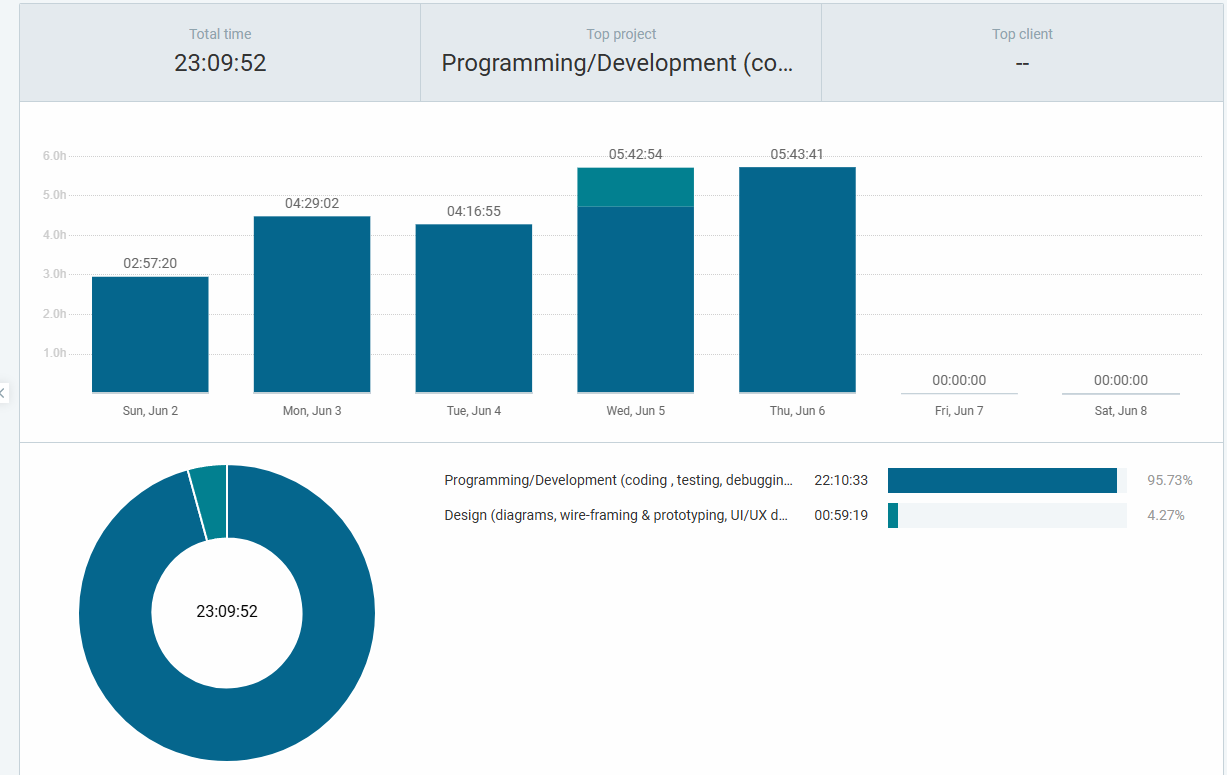 Total time
23:09:52
Top project
Programming/Development (co...
Top client
--
6.0h
5.0h
4.0h
3.0h
2.0h
1.0h
02:57:20
04:29:02
04:16:55
05:42:54
05:43:41
00:00:00
00:00:00
Sun, Jun 2
Mon, Jun 3
Tue, Jun 4
Wed, Jun 5
Thu, Jun 6
Fri, Jun 7
Sat, Jun 8
23:09:52
Programming/Development (coding , testing, debuggin... 22:10:33 95.73%
Design (diagrams, wire-framing & prototyping, UI/UX d... 00:59:19 4.27%